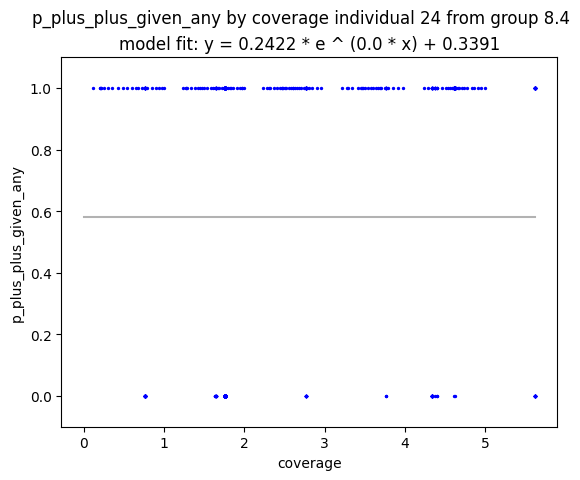 p_plus_plus_given_any by coverage individual 24 from group 8.4
model fit: y = 0.2422 * e ^ (0.0 * x) + 0.3391
1.0
0.8
0.6
0.4
0.2
0.0
p_plus_plus_given_any
0 1 2 3 4 5
coverage